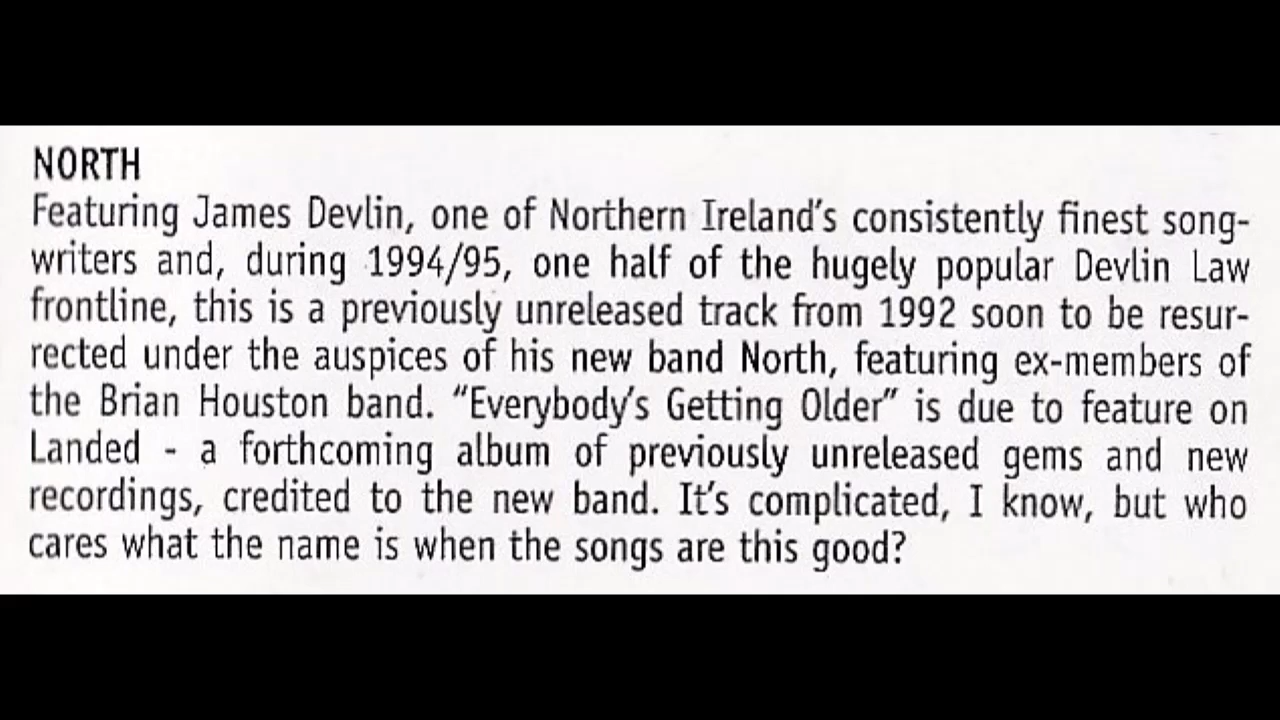 NORTH
Featuring James Devlin, one of Northern Ireland's consistently finest song-
writers and, during 1994/95, one half of the hugely popular Devlin Law
frontline, this is a previously unreleased track from 1992 soon to be resur-
rected under the auspices of his new band North, featuring ex-members of
the Brian Houston band. "Everybody's Getting Older" is due to feature on
Landed - a forthcoming album of previously unreleased gems and new
recordings, credited to the new band. It's complicated, I know, but who
cares what the name is when the songs are this good?